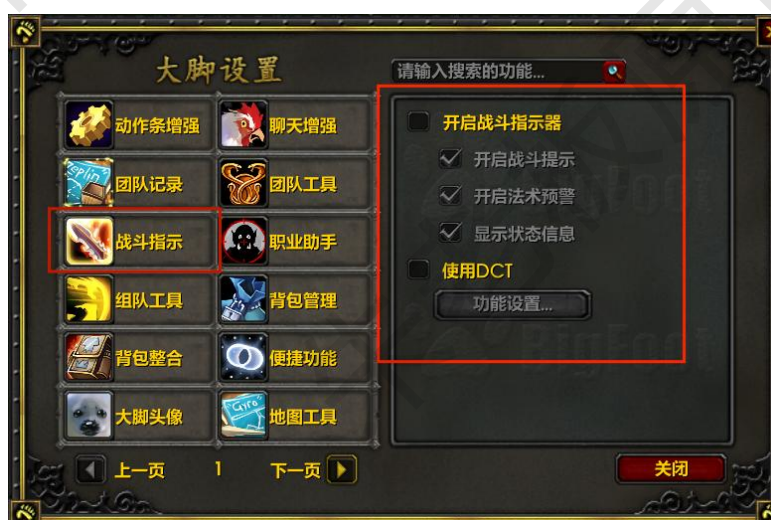 大脚设置
请输入搜索的功能...
动作条增强
聊天增强
团队记录
团队工具
战斗指示
职业助手
组队工具
背包管理
背包整合
便捷功能
大脚头像
地图工具
上一页 1 下一页
开启战斗指示器
开启战斗提示
开启法术预警
显示状态信息
使用DCT
功能设置...
BigFoot
关闭